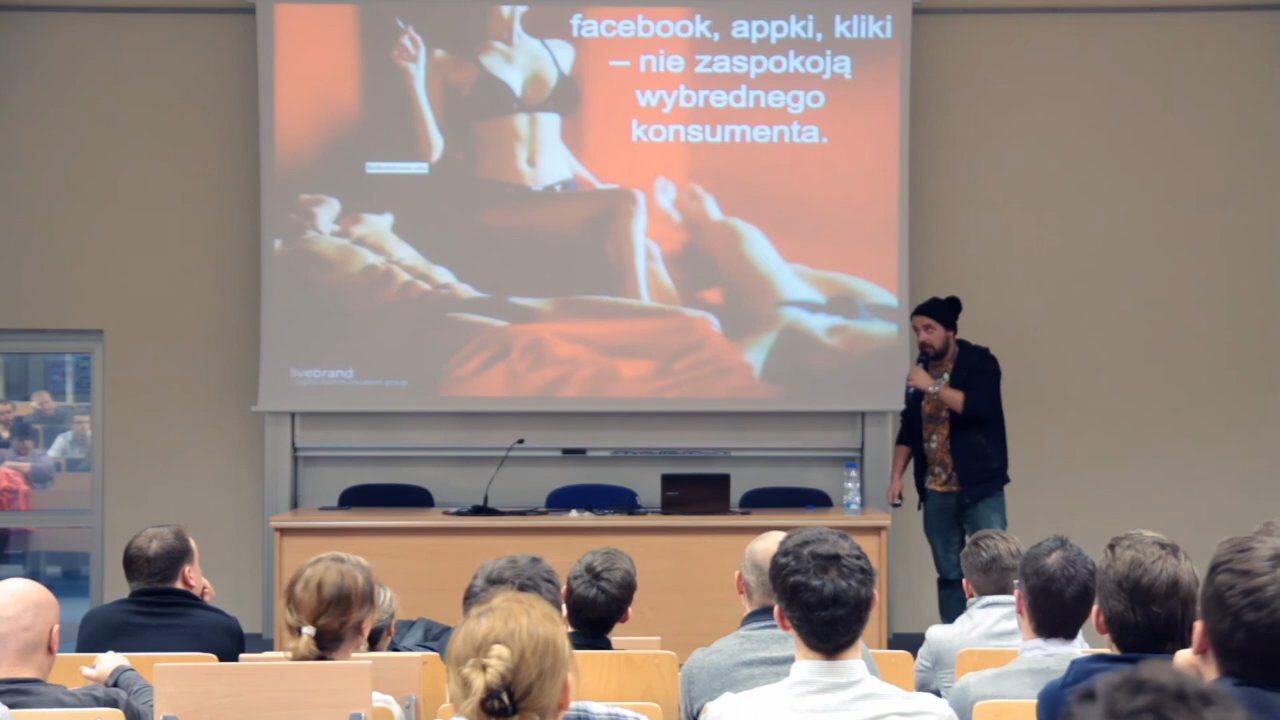 facebook, appki, kliki
– nie zaspokoją
wybrednego
konsumenta.
livebrand